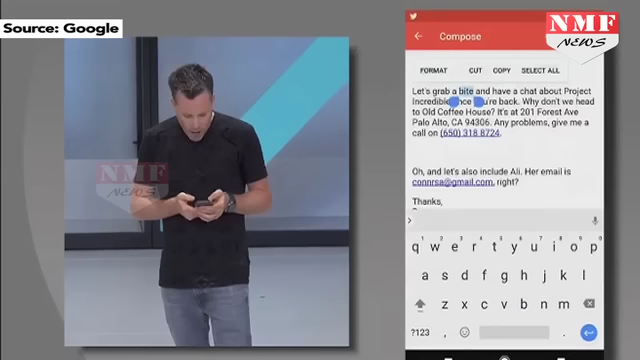 Source: Google
NMF
NEWS
NMF
NEWS
Compose
FORMAT CUT COPY SELECT ALL
Let's grab a bite and have a chat about Project
Incredible once you're back. Why don't we head
to Old Coffee House? It's at 201 Forest Ave
Palo Alto, CA 94306. Any problems, give me a
call on (650) 318 8724.
Oh, and let's also include Ali. Her email is
connrsa@gmail.com, right?
Thanks,
q w e r t y u i o p
a s d f g h j k l
z x c v b n m
?123 , .